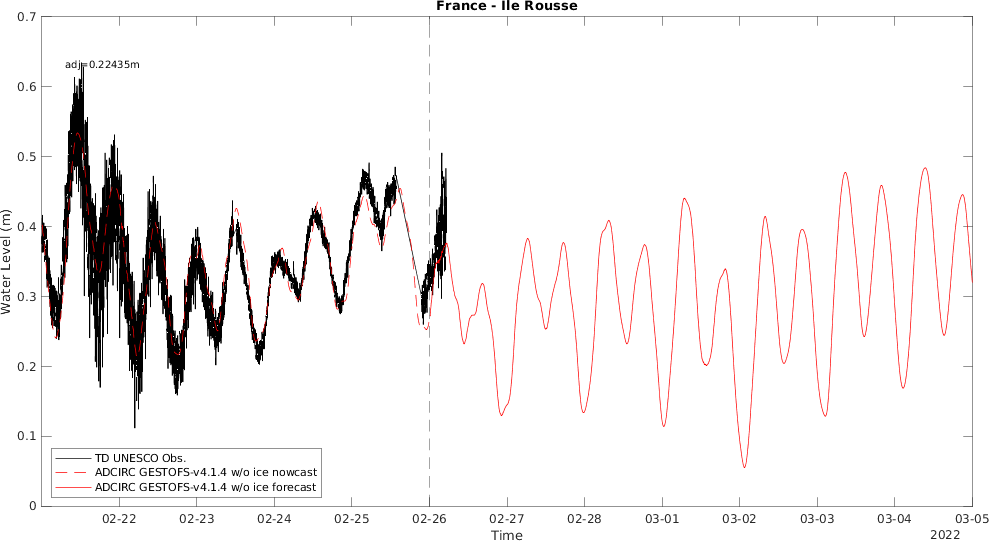 France - Ile Rousse
adj=0.22435m
Water Level (m)
0.7
0.6
0.5
0.4
0.3
0.2
0.1
0
TD UNESCO Obs.
ADCIRC GESTOFS-v4.1.4 w/o ice nowcast
ADCIRC GESTOFS-v4.1.4 w/o ice forecast
02-22 02-23 02-24 02-25 02-26 02-27 02-28 03-01 03-02 03-03 03-04 03-05
Time
2022